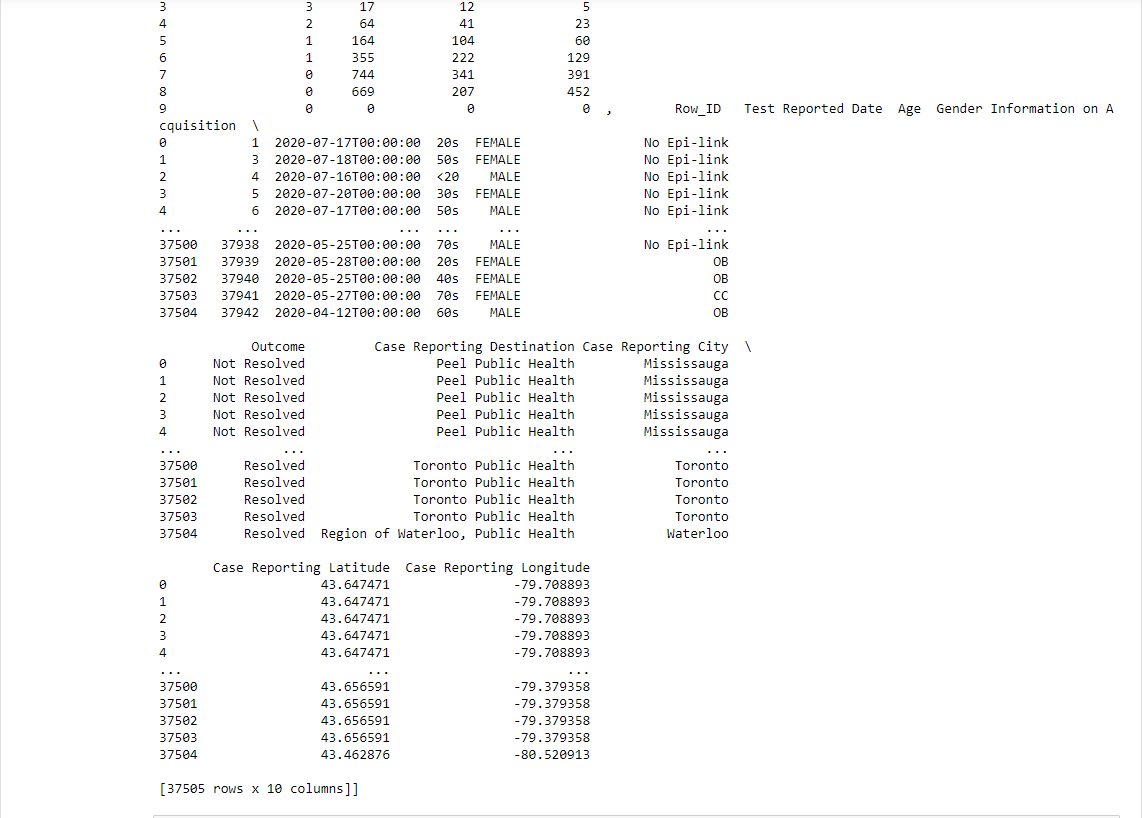 3 3 17 12 5
4 2 64 41 23
5 1 164 104 60
6 1 355 222 129
7 0 744 341 391
8 0 669 207 452
9 0 0 0 0 , Row_ID Test Reported Date Age Gender Information on A
cquisition \
0 1 2020-07-17T00:00:00 20s FEMALE No Epi-link
1 3 2020-07-18T00:00:00 50s FEMALE No Epi-link
2 4 2020-07-16T00:00:00 <20 MALE No Epi-link
3 5 2020-07-20T00:00:00 30s FEMALE No Epi-link
4 6 2020-07-17T00:00:00 50s MALE No Epi-link
... ... ... ... ... ...
37500 37938 2020-05-25T00:00:00 70s MALE No Epi-link
37501 37939 2020-05-28T00:00:00 20s FEMALE OB
37502 37940 2020-05-25T00:00:00 40s FEMALE OB
37503 37941 2020-05-27T00:00:00 70s FEMALE CC
37504 37942 2020-04-12T00:00:00 60s MALE OB
Outcome Case Reporting Destination Case Reporting City \
0 Not Resolved Peel Public Health Mississauga
1 Not Resolved Peel Public Health Mississauga
2 Not Resolved Peel Public Health Mississauga
3 Not Resolved Peel Public Health Mississauga
4 Not Resolved Peel Public Health Mississauga
... ... ... ...
37500 Resolved Toronto Public Health Toronto
37501 Resolved Toronto Public Health Toronto
37502 Resolved Toronto Public Health Toronto
37503 Resolved Toronto Public Health Toronto
37504 Resolved Region of Waterloo, Public Health Waterloo
Case Reporting Latitude Case Reporting Longitude
0 43.647471 -79.708893
1 43.647471 -79.708893
2 43.647471 -79.708893
3 43.647471 -79.708893
4 43.647471 -79.708893
... ... ...
37500 43.656591 -79.379358
37501 43.656591 -79.379358
37502 43.656591 -79.379358
37503 43.656591 -79.379358
37504 43.462876 -80.520913
[37505 rows x 10 columns]]